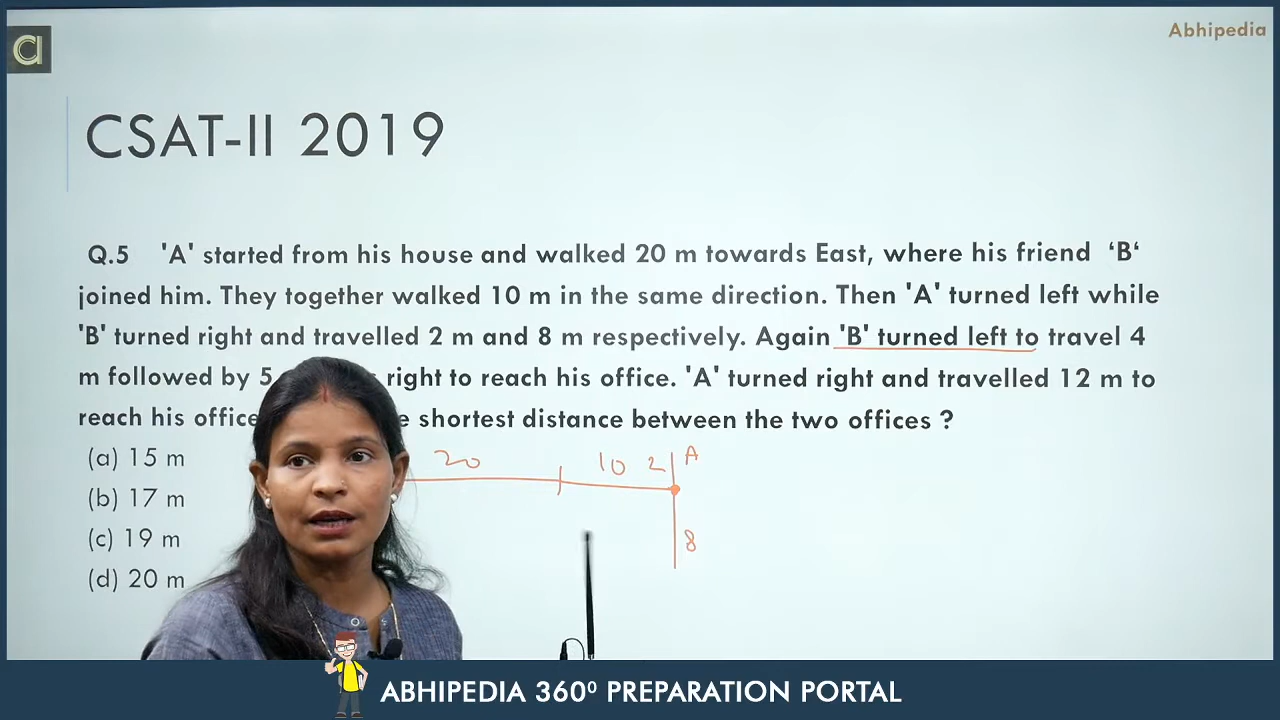 Abhipedia
CSAT-II 2019
Q.5 'A' started from his house and walked 20 m towards East, where his friend ‘B‘
joined him. They together walked 10 m in the same direction. Then 'A' turned left while
'B' turned right and travelled 2 m and 8 m respectively. Again 'B' turned left to travel 4
m followed by 5 right to reach his office. 'A' turned right and travelled 12 m to
reach his office shortest distance between the two offices ?
(a) 15 m
(b) 17 m
(c) 19 m
(d) 20 m
20
10 2 A
8
ABHIPEDIA 360⁰ PREPARATION PORTAL